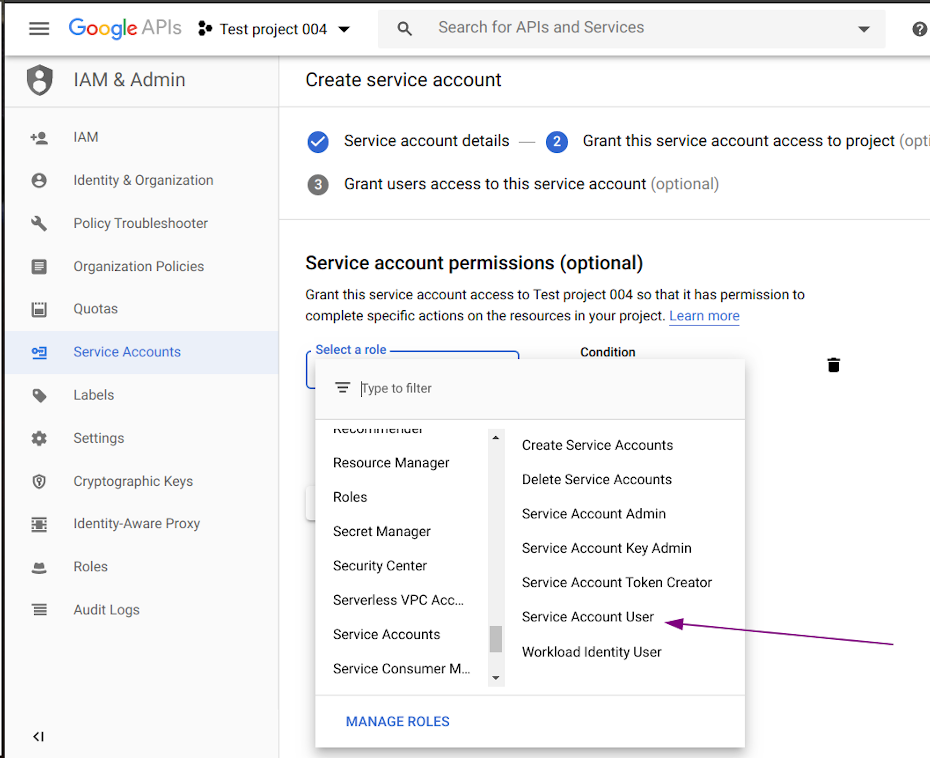 Google APIs Test project 004 Search for APIs and Services
IAM & Admin
Create service account
IAM
Identity & Organization
Policy Troubleshooter
Organization Policies
Quotas
Service Accounts
Labels
Settings
Cryptographic Keys
Identity-Aware Proxy
Roles
Audit Logs
Service account details — 2 Grant this service account access to project (opti
3 Grant users access to this service account (optional)
Service account permissions (optional)
Grant this service account access to Test project 004 so that it has permission to
complete specific actions on the resources in your project. Learn more
Select a role
Condition
Type to filter
Recommender
Resource Manager
Roles
Secret Manager
Security Center
Serverless VPC Acc...
Service Accounts
Service Consumer M...
Create Service Accounts
Delete Service Accounts
Service Account Admin
Service Account Key Admin
Service Account Token Creator
Service Account User
Workload Identity User
MANAGE ROLES